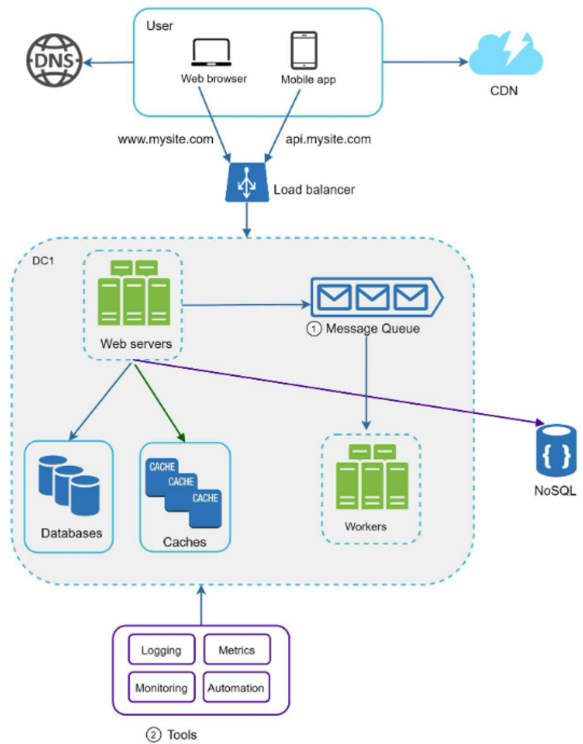 User
DNS
Web browser
Mobile app
CDN
www.mysite.com
api.mysite.com
Load balancer
DC1
Web servers
① Message Queue
CACHE
CACHE
CACHE
Databases
Caches
Workers
NoSQL
Logging
Metrics
Monitoring
Automation
② Tools